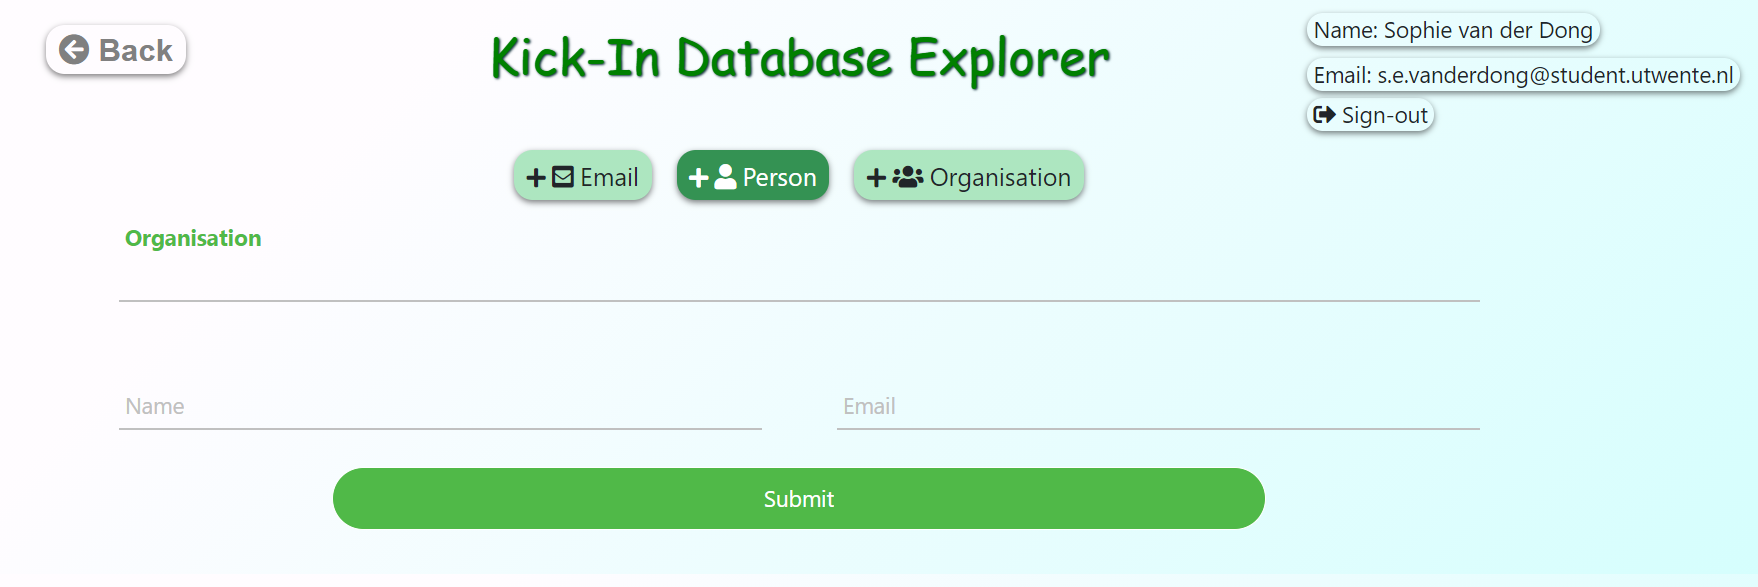 Back
Kick-In Database Explorer
Name: Sophie van der Dong
Email: s.e.vanderdong@student.utwente.nl
Sign-out
+ Email
+ Person
+ Organisation
Organisation
Name
Email
Submit